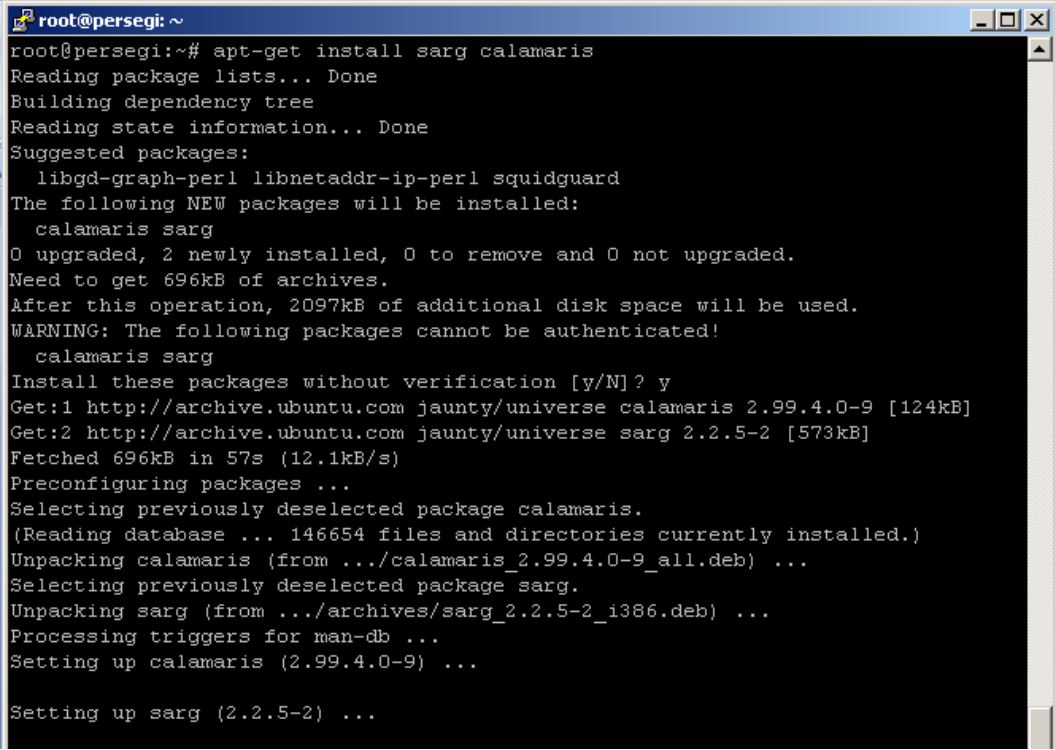 root@persegi: ~
root@persegi:~# apt-get install sarg calamaris
Reading package lists... Done
Building dependency tree
Reading state information... Done
Suggested packages:
  libgd-graph-perl libnetaddr-ip-perl squidguard
The following NEW packages will be installed:
  calamaris sarg
0 upgraded, 2 newly installed, 0 to remove and 0 not upgraded.
Need to get 696kB of archives.
After this operation, 2097kB of additional disk space will be used.
WARNING: The following packages cannot be authenticated!
  calamaris sarg
Install these packages without verification [y/N]? y
Get:1 http://archive.ubuntu.com jaunty/universe calamaris 2.99.4.0-9 [124kB]
Get:2 http://archive.ubuntu.com jaunty/universe sarg 2.2.5-2 [573kB]
Fetched 696kB in 57s (12.1kB/s)
Preconfiguring packages ...
Selecting previously deselected package calamaris.
(Reading database ... 146654 files and directories currently installed.)
Unpacking calamaris (from .../calamaris_2.99.4.0-9_all.deb) ...
Selecting previously deselected package sarg.
Unpacking sarg (from .../archives/sarg_2.2.5-2_i386.deb) ...
Processing triggers for man-db ...
Setting up calamaris (2.99.4.0-9) ...

Setting up sarg (2.2.5-2) ...